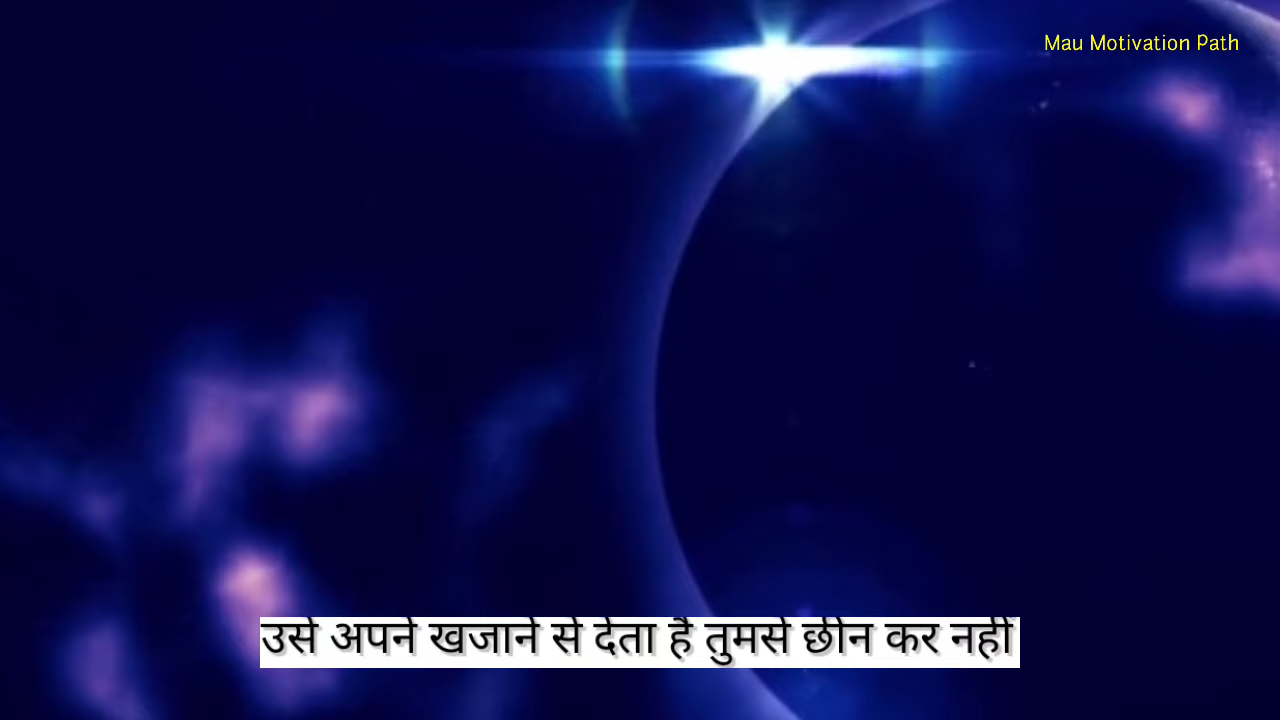 Mau Motivation Path
उसे अपने खजाने से देता है तुमसे छीन कर नहीं